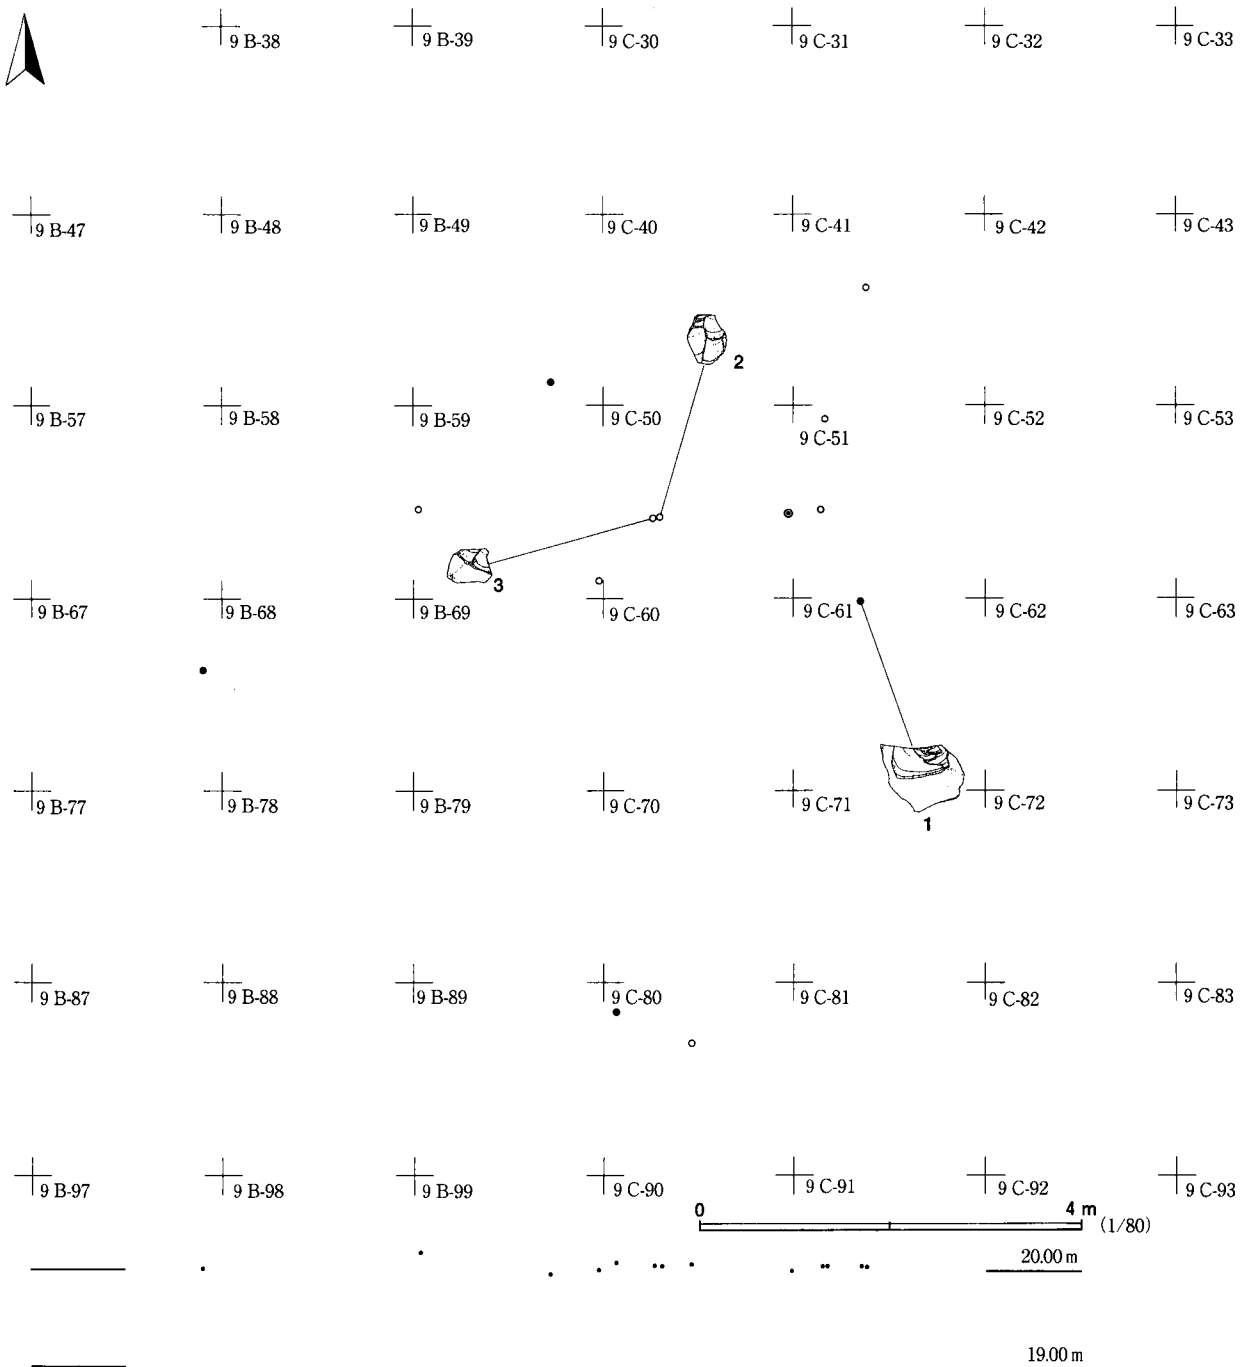 9 B-38 9 B-39 9 C-30 9 C-31 9 C-32 9 C-33
9 B-47 9 B-48 9 B-49 9 C-40 9 C-41 9 C-42 9 C-43
2
9 B-57 9 B-58 9 B-59 9 C-50 9 C-51 9 C-52 9 C-53
3
9 B-67 9 B-68 9 B-69 9 C-60 9 C-61 9 C-62 9 C-63
9 B-77 9 B-78 9 B-79 9 C-70 9 C-71 9 C-72 9 C-73
1
9 B-87 9 B-88 9 B-89 9 C-80 9 C-81 9 C-82 9 C-83
9 B-97 9 B-98 9 B-99 9 C-90 9 C-91 9 C-92 9 C-93
0 4 m (1/80)
20.00 m
19.00 m